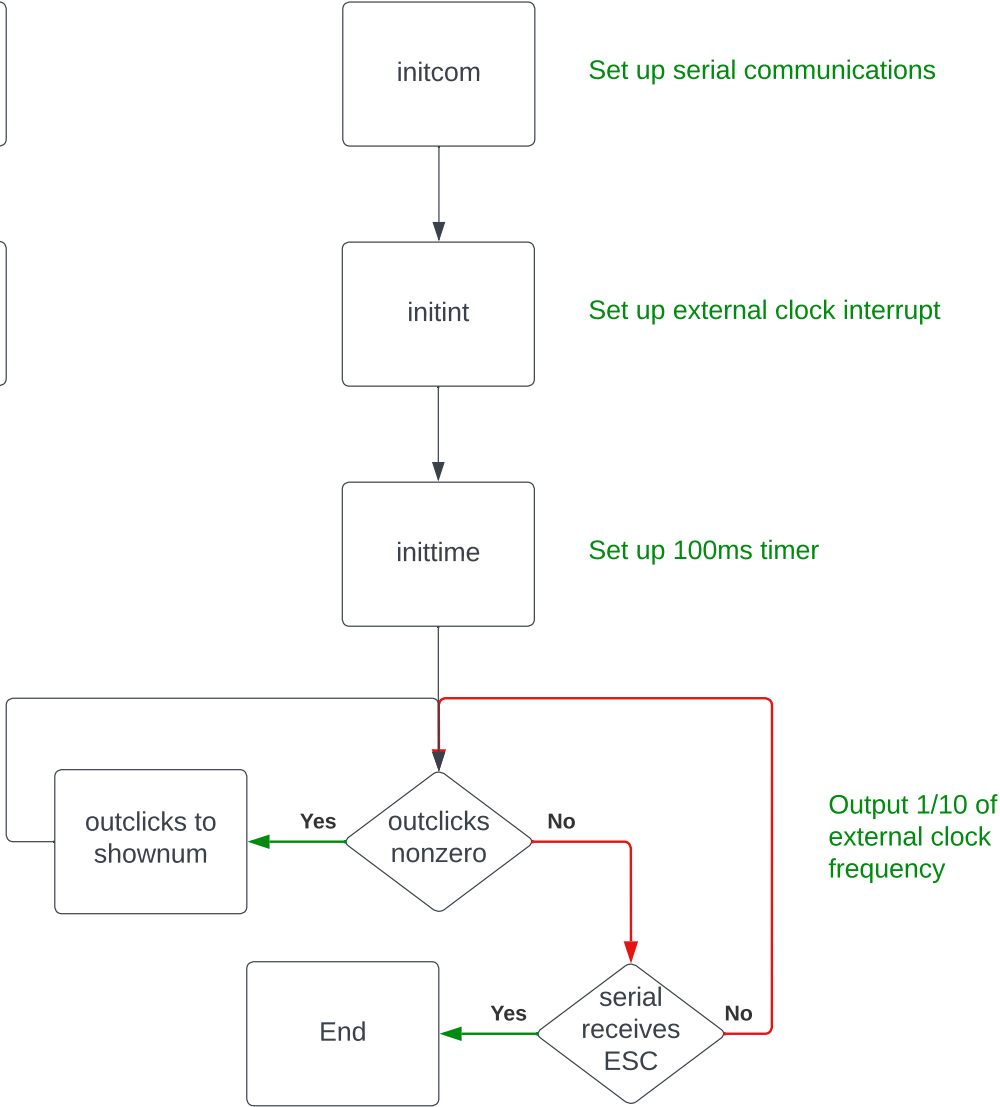 initcom
Set up serial communications
initint
Set up external clock interrupt
inittime
Set up 100ms timer
outclicks to
shownum
Yes
outclicks
nonzero
No
Output 1/10 of
external clock
frequency
End
Yes
serial
receives
ESC
No